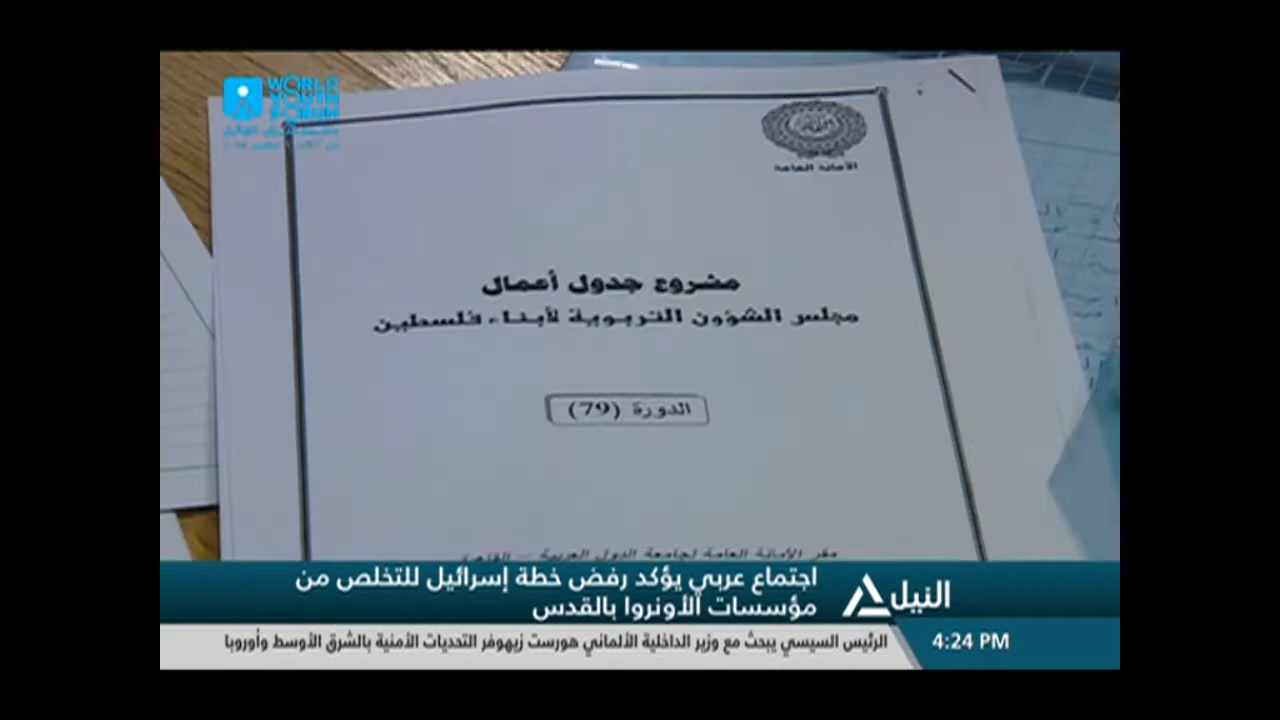 WORLD
YOUTH
FORUM
الأمانة العامة
مشروع جدول أعمال
مجلس الشؤون التربوية لأبناء فلسطين
الدورة (79)
مقر الأمانة العامة لجامعة الدول العربية –
اجتماع عربي يؤكد رفض خطة إسرائيل للتخلص من
مؤسسات الأونروا بالقدس
النيل
الرئيس السيسي يبحث مع وزير الداخلية الألماني هورست زيهوفر التحديات الأمنية بالشرق الأوسط وأوروبا
4:24 PM